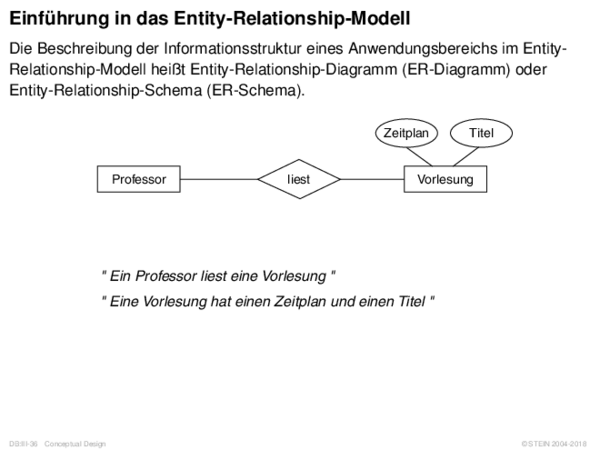 Einführung in das Entity-Relationship-Modell
Die Beschreibung der Informationsstruktur eines Anwendungsbereichs im Entity-
Relationship-Modell heißt Entity-Relationship-Diagramm (ER-Diagramm) oder
Entity-Relationship-Schema (ER-Schema).
Zeitplan Titel
Professor liest Vorlesung
" Ein Professor liest eine Vorlesung "
" Eine Vorlesung hat einen Zeitplan und einen Titel "
DB:III-36 Conceptual Design © STEIN 2004-2018